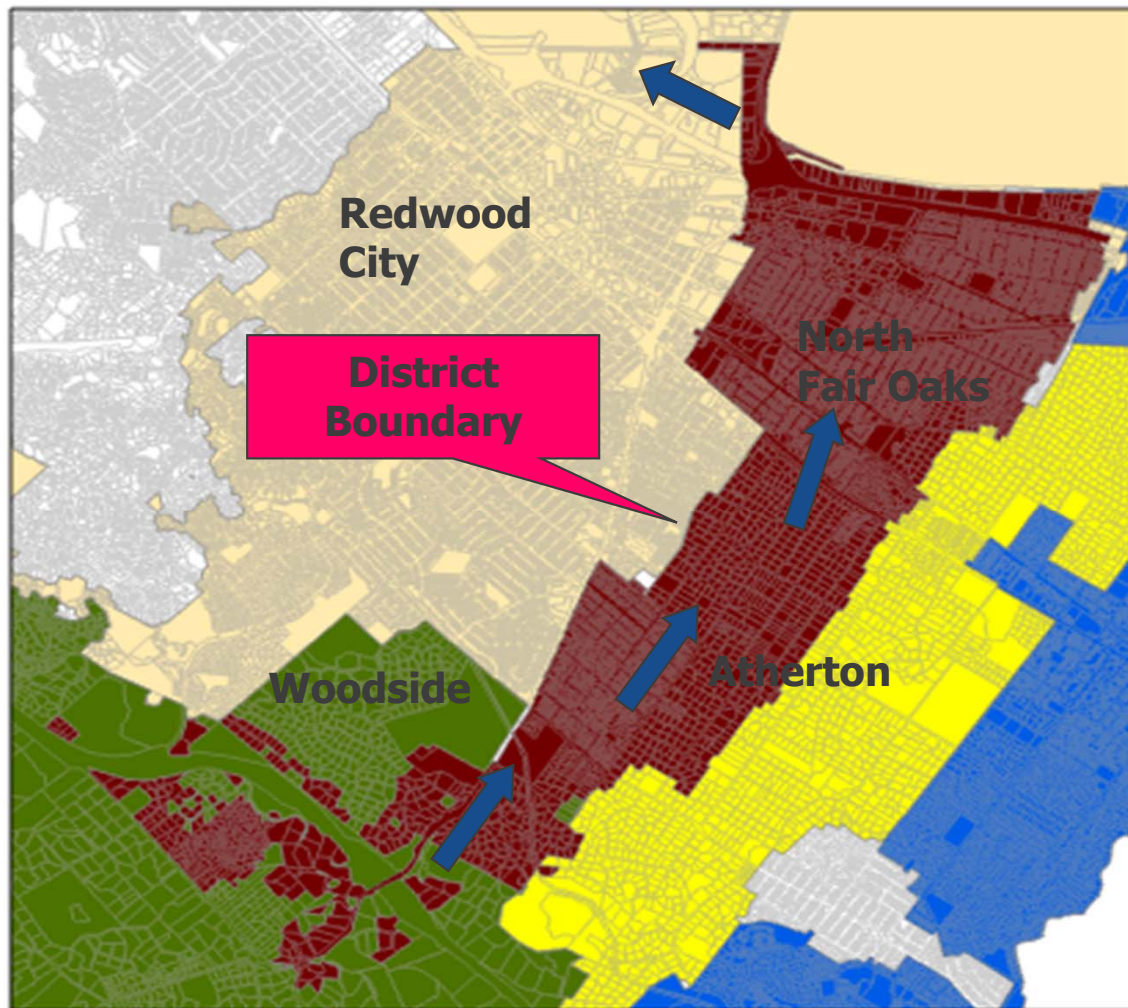 Redwood
City
District
Boundary
North
Fair Oaks
Woodside
Atherton